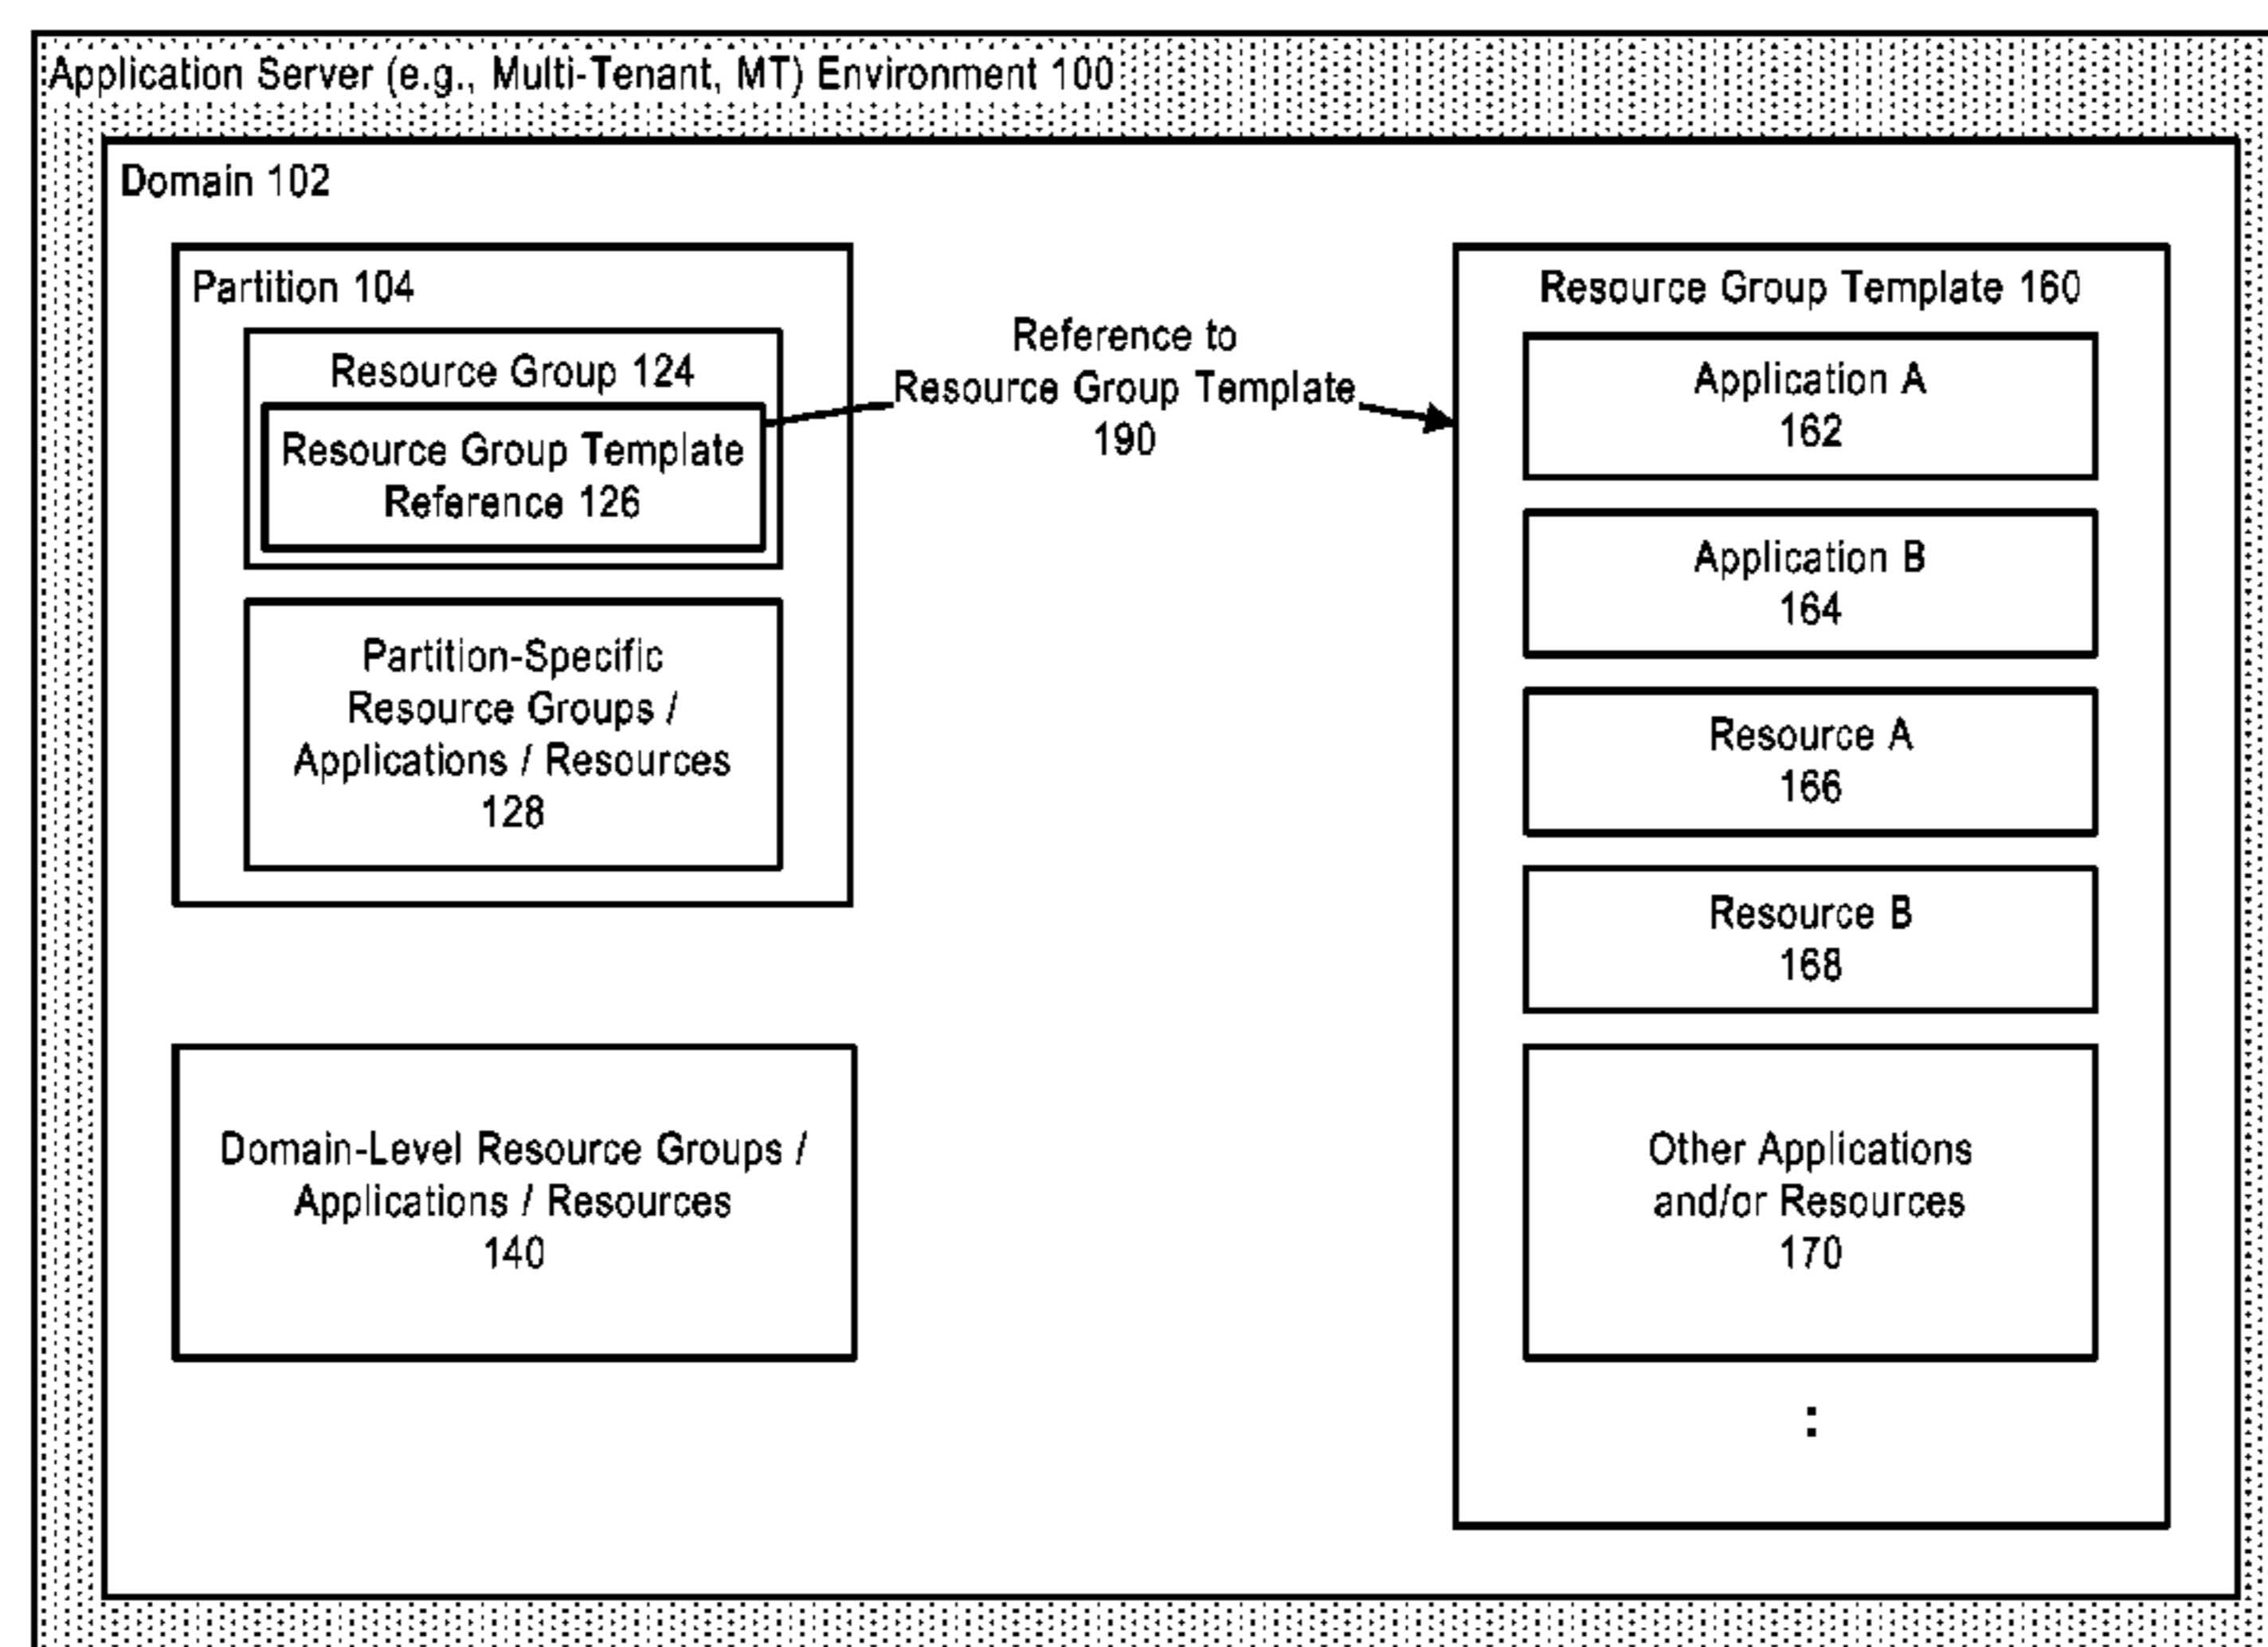 Application Server (e.g., Multi-Tenant, MT) Environment 100
Domain 102
Partition 104
Resource Group 124
Resource Group Template
Reference 126
Partition-Specific
Resource Groups /
Applications / Resources
128
Domain-Level Resource Groups /
Applications / Resources
140
Reference to
Resource Group Template
190
Resource Group Template 160
Application A
162
Application B
164
Resource A
166
Resource B
168
Other Applications
and/or Resources
170
: